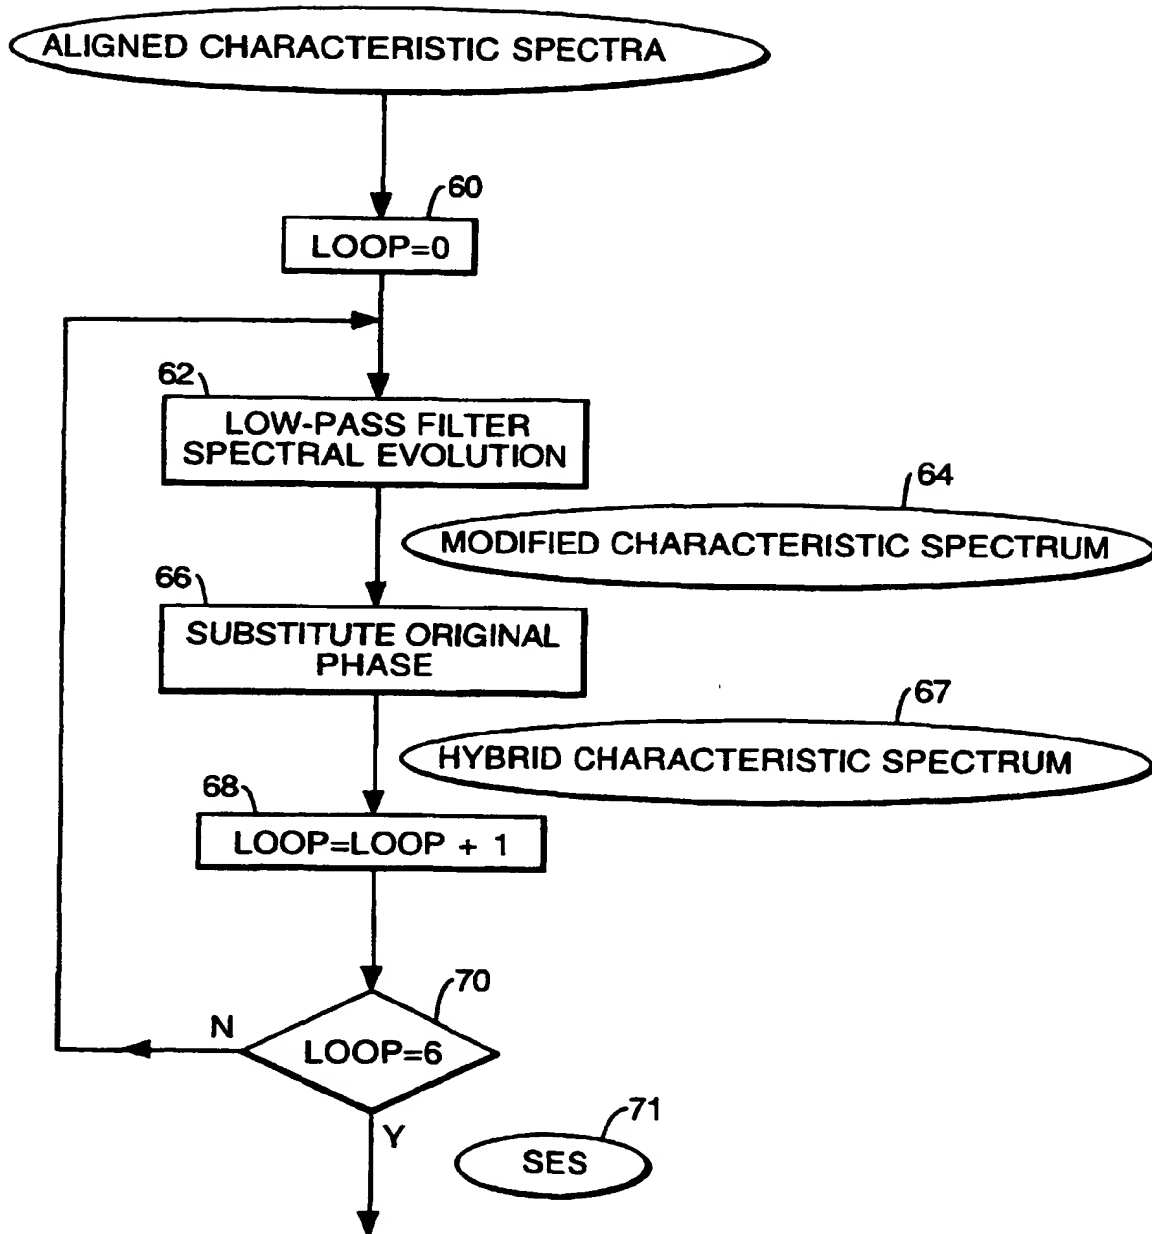 ALIGNED CHARACTERISTIC SPECTRA
60
LOOP=0
62
LOW-PASS FILTER
SPECTRAL EVOLUTION
64
MODIFIED CHARACTERISTIC SPECTRUM
66
SUBSTITUTE ORIGINAL
PHASE
67
HYBRID CHARACTERISTIC SPECTRUM
68
LOOP=LOOP + 1
70
N
LOOP=6
Y
71
SES